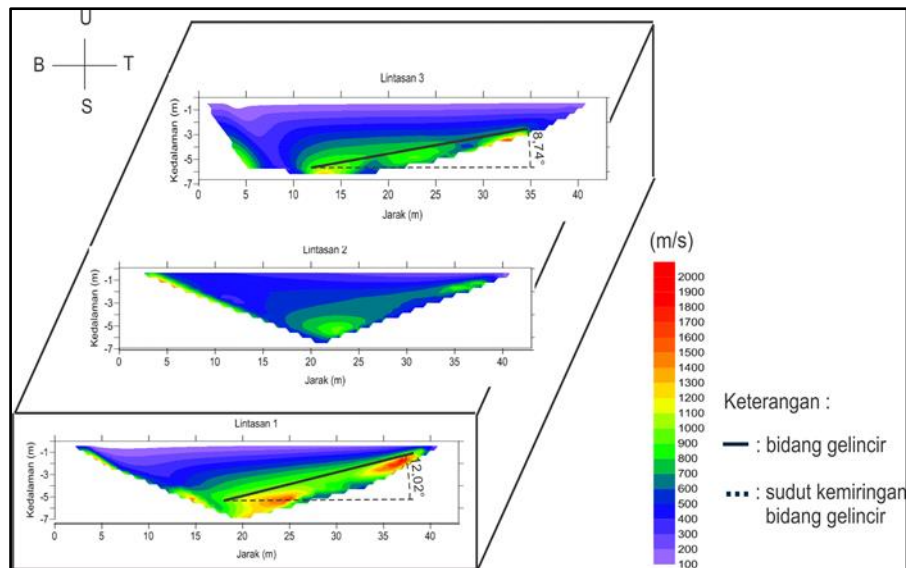 U
B T
S
Lintasan 3
Kedalaman (m)
-1
-3
-5
-7
8,74°
0 5 10 15 20 25 30 35 40
Jarak (m)
Lintasan 2
Kedalaman (m)
-1
-3
-5
-7
0 5 10 15 20 25 30 35 40
Jarak (m)
Lintasan 1
Kedalaman (m)
-1
-3
-5
-7
2,02°
0 5 10 15 20 25 30 35 40
Jarak (m)
(m/s)
2000
1900
1800
1700
1600
1500
1400
1300
1200
1100
1000
900
800
700
600
500
400
300
200
100
Keterangan :
: bidang gelincir
: sudut kemiringan
bidang gelincir